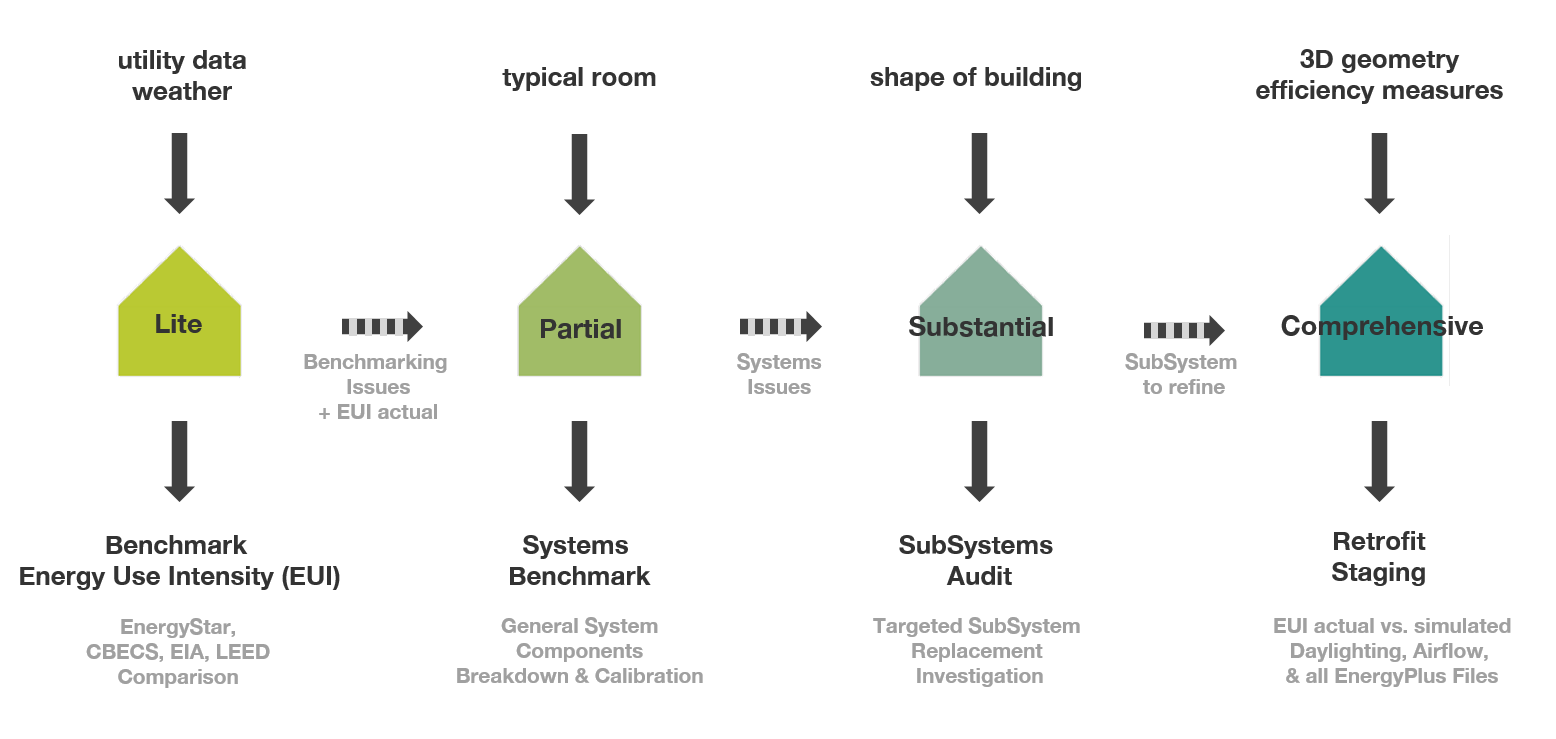 utility data
weather
typical room
shape of building
3D geometry
efficiency measures
Lite
Partial
Substantial
Comprehensive
Benchmarking
Issues
+ EUI actual
Systems
Issues
SubSystem
to refine
Benchmark
Energy Use Intensity (EUI)
EnergyStar,
CBECS, EIA, LEED
Comparison
Systems
Benchmark
General System
Components
Breakdown & Calibration
SubSystems
Audit
Targeted SubSystem
Replacement
Investigation
Retrofit
Staging
EUI actual vs. simulated
Daylighting, Airflow,
& all EnergyPlus Files